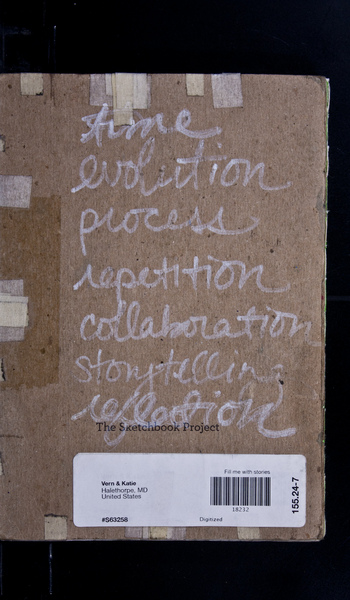 time
evolution
process
repetition
collaboration
storytelling
reflection
The Sketchbook Project
Fill me with stories
Vern & Katie
Halethorpe, MD
United States
18232
#S63258
Digitized
155.24-7